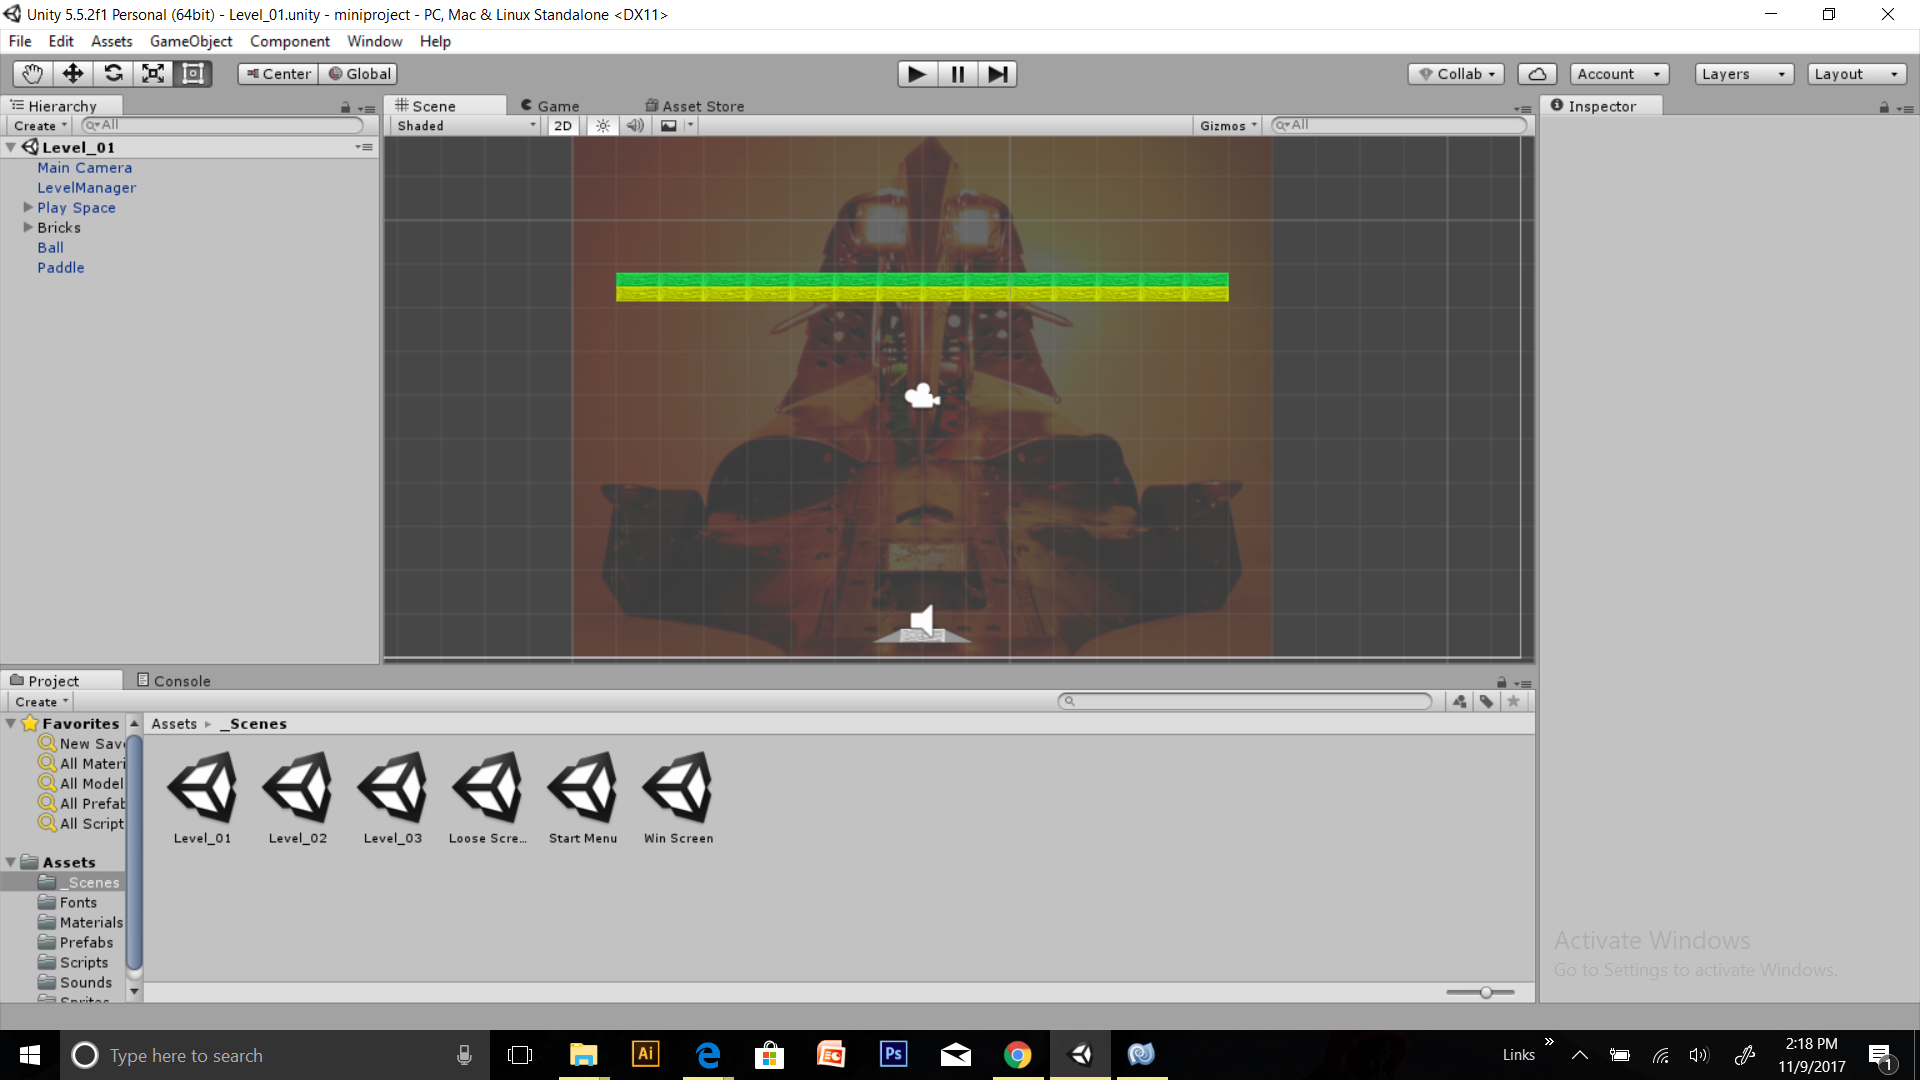 Unity 5.5.2f1 Personal (64bit) - Level_01.unity - miniproject - PC, Mac & Linux Standalone <DX11>
File Edit Assets GameObject Component Window Help
Center Global Collab Account Layers Layout
Hierarchy Scene Game Asset Store Inspector
Create All Shaded 2D Gizmos All
Level_01
Main Camera
LevelManager
Play Space
Bricks
Ball
Paddle
Project Console
Create
Favorites Assets _Scenes
New Save
All Materi
All Model
All Prefab
All Script
Level_01 Level_02 Level_03 Loose Scre... Start Menu Win Screen
Assets
_Scenes
Fonts
Materials
Prefabs
Scripts
Sounds
Sprites
Activate Windows
Go to Settings to activate Windows.
Type here to search
Ai
Ps
Links
2:18 PM
11/9/2017
1